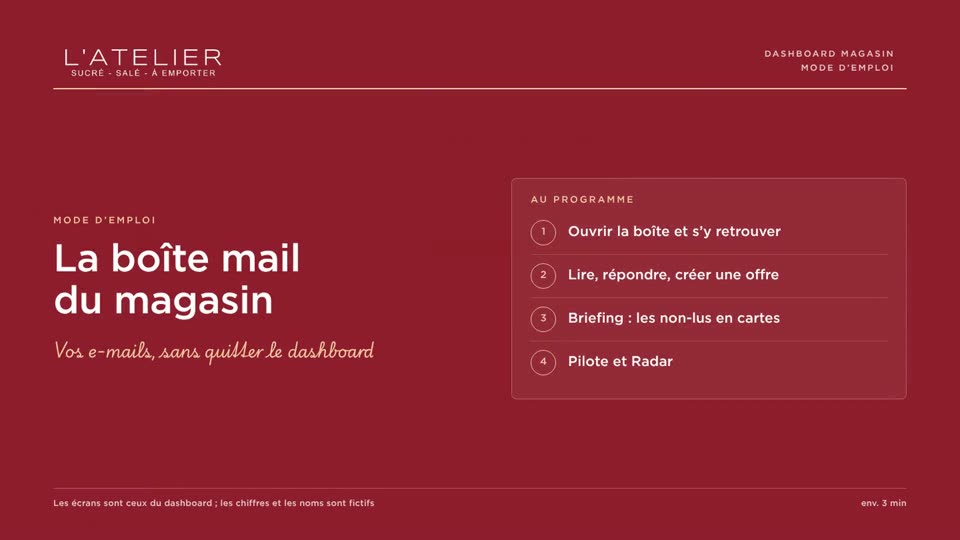 L'ATELIER
SUCRÉ - SALÉ - À EMPORTER
DASHBOARD MAGASIN
MODE D'EMPLOI
MODE D'EMPLOI
La boîte mail
du magasin
Vos e-mails, sans quitter le dashboard
AU PROGRAMME
1 Ouvrir la boîte et s'y retrouver
2 Lire, répondre, créer une offre
3 Briefing : les non-lus en cartes
4 Pilote et Radar
Les écrans sont ceux du dashboard ; les chiffres et les noms sont fictifs
env. 3 min